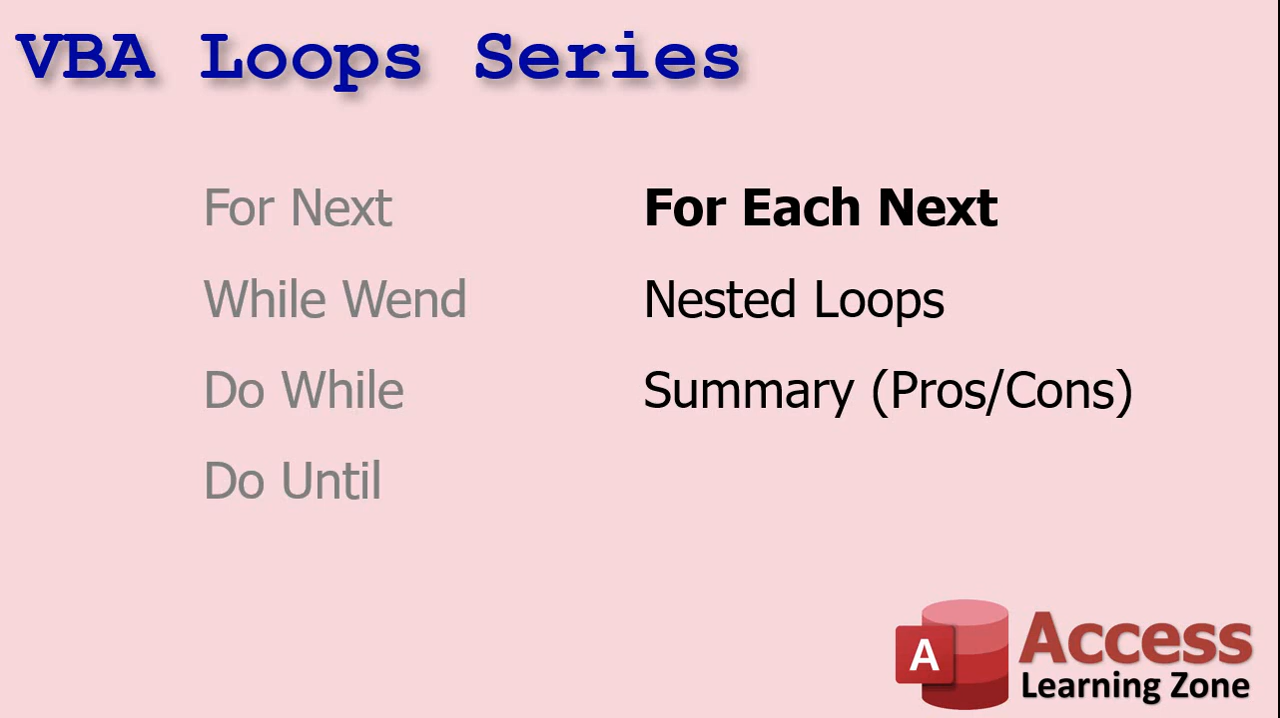 VBA Loops Series
For Next
While Wend
Do While
Do Until
For Each Next
Nested Loops
Summary (Pros/Cons)
A
Access
Learning Zone